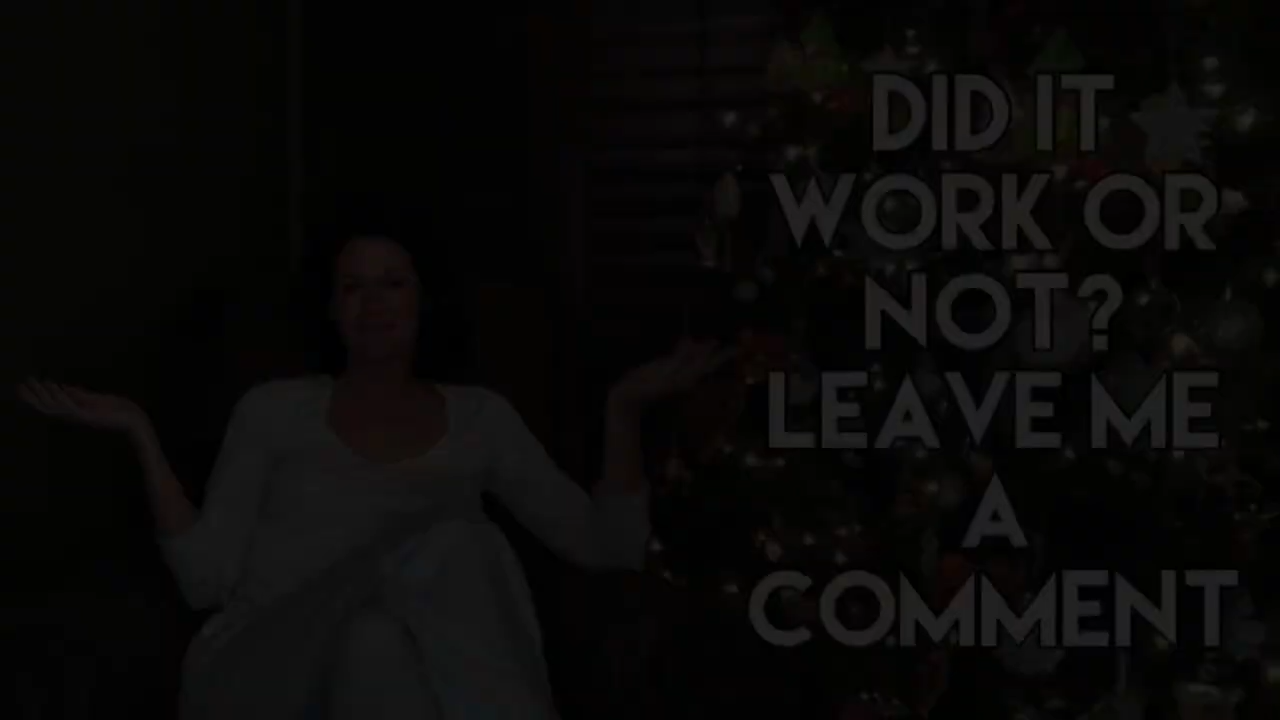 DID IT
WORK OR
NOT?
LEAVE ME
A
COMMENT